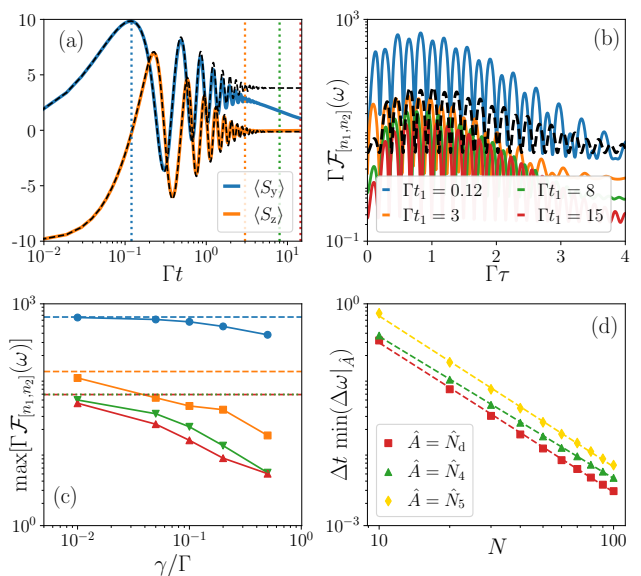 (a)
10
5
0
-5
-10
⟨S_y⟩
⟨S_z⟩
10^{-2} 10^{-1} 10^0 10^1
Γt
(b)
10^3
10^{-1}
ΓF_{[n_1,n_2]}(ω)
Γt_1 = 0.12 Γt_1 = 8
Γt_1 = 3 Γt_1 = 15
0 1 2 3 4
Γτ
(c)
10^3
10^0
max[ΓF_{[n_1,n_2]}(ω)]
10^{-2} 10^{-1} 10^0
γ/Γ
(d)
10^0
10^{-3}
Δt min(Δω|_Â)
Â = N̂_d
Â = N̂_4
Â = N̂_5
10 100
N